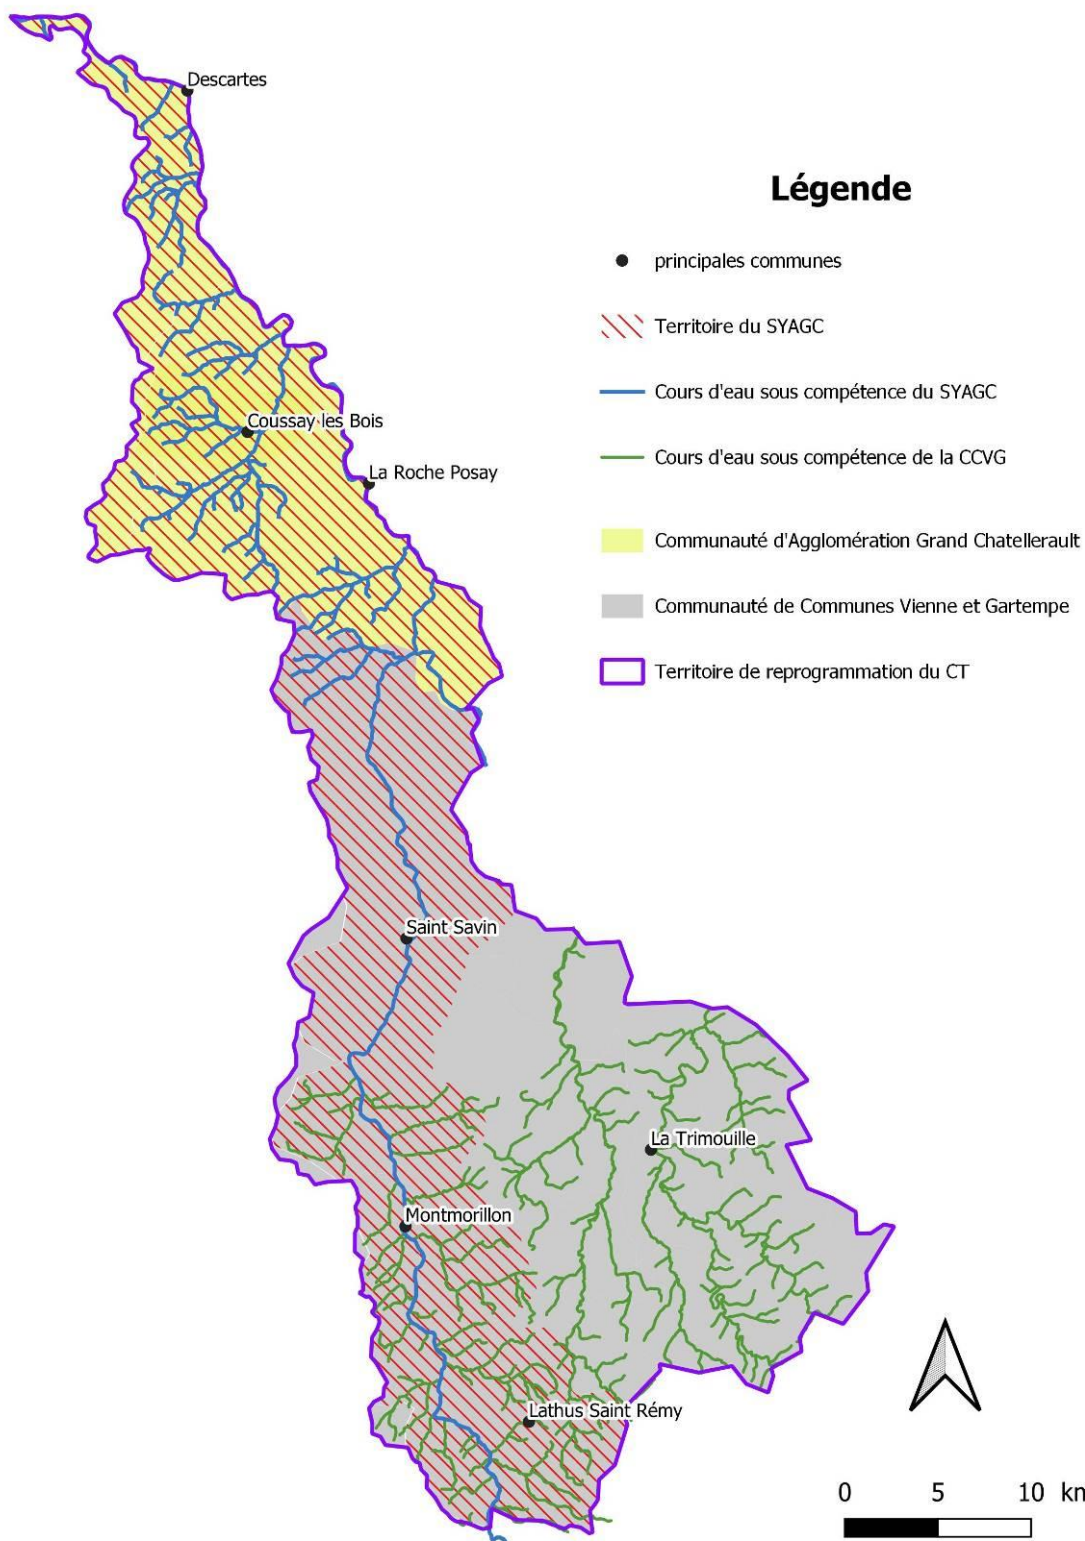 Descartes
Légende
principales communes
Territoire du SYAGC
Cours d'eau sous compétence du SYAGC
Coussay les Bois
Cours d'eau sous compétence de la CCVG
La Roche Posay
Communauté d'Agglomération Grand Chatellerault
Communauté de Communes Vienne et Gartempe
Territoire de reprogrammation du CT
Saint Savin
La Trimouille
Montmorillon
Lathus Saint Rémy
0 5 10 km